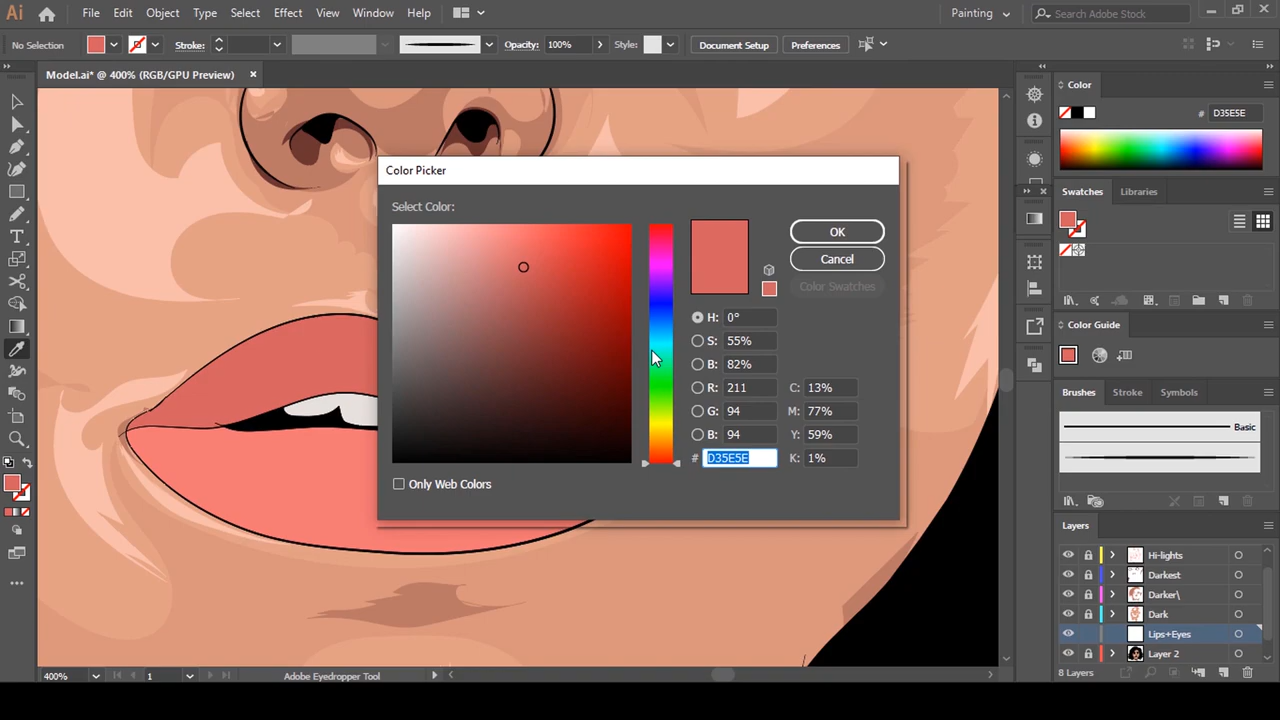 Ai File Edit Object Type Select Effect View Window Help Painting Search Adobe Stock
No Selection Stroke: Opacity: 100% Style: Document Setup Preferences
Model.ai* @ 400% (RGB/GPU Preview) ×
Color
# D35E5E
Color Picker
Select Color:
OK
Cancel
Color Swatches
H: 0°
S: 55%
B: 82%
R: 211 C: 13%
G: 94 M: 77%
B: 94 Y: 59%
# D35E5E K: 1%
Only Web Colors
Swatches Libraries
Color Guide
Brushes Stroke Symbols
Basic
Layers
Hi-lights
Darkest
Darker\
Dark
Lips+Eyes
Layer 2
8 Layers
400% 1 Adobe Eyedropper Tool